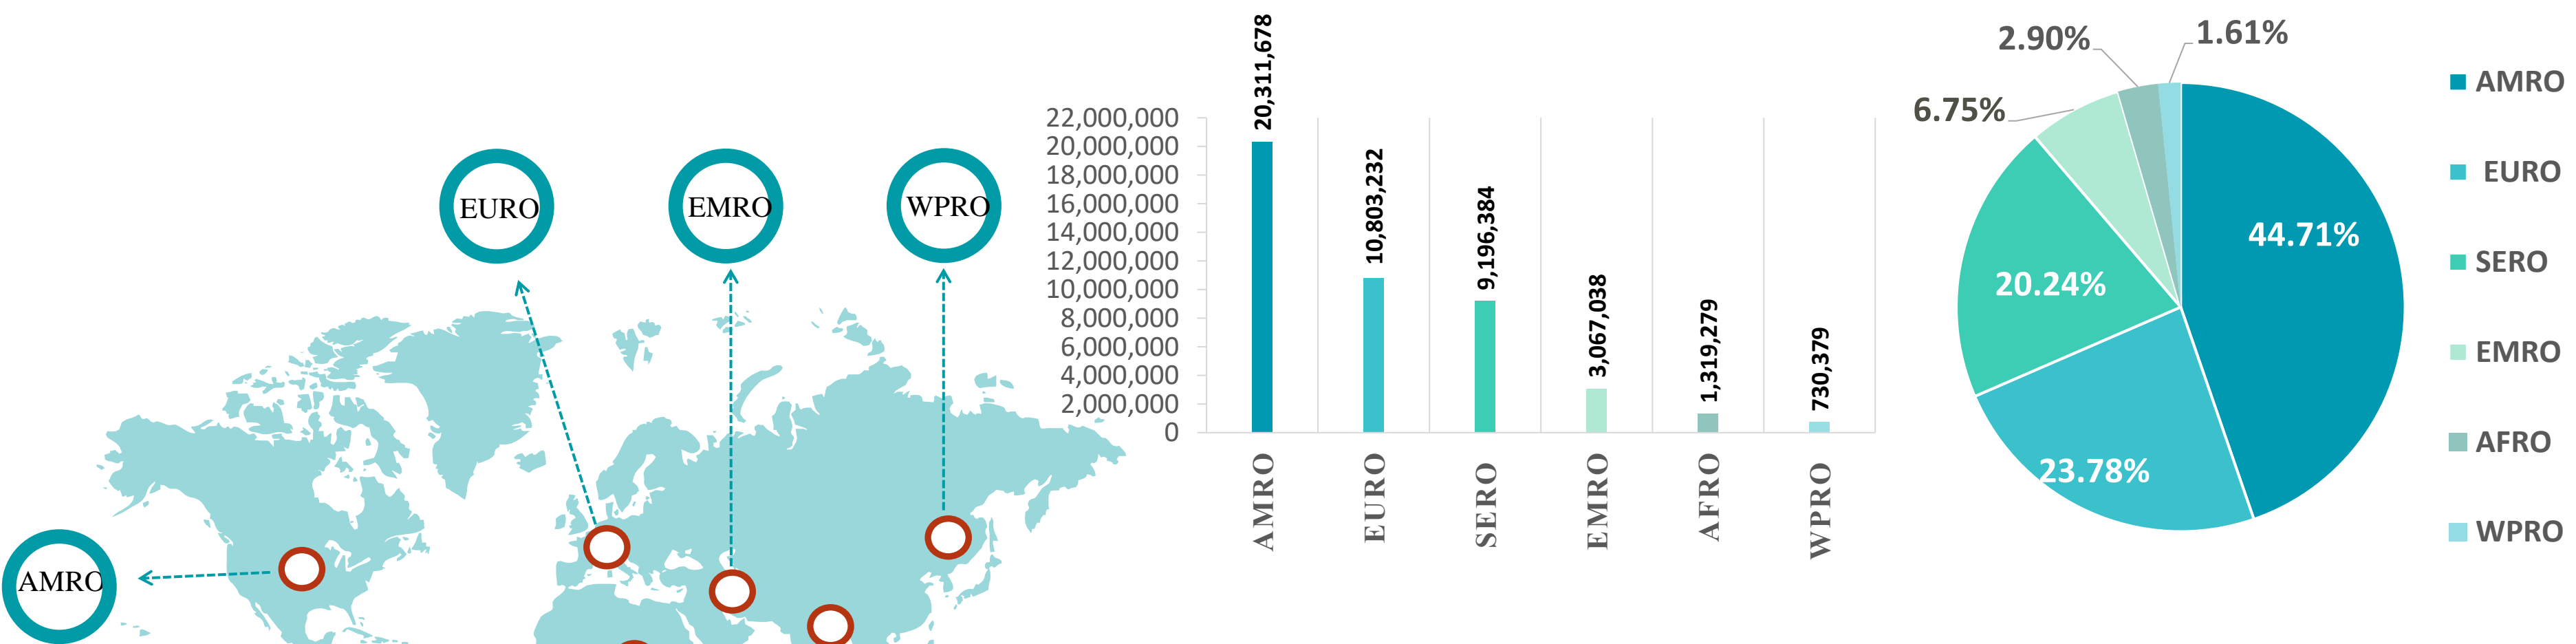 EURO
EMRO
WPRO
AMRO
22,000,000
20,000,000
18,000,000
16,000,000
14,000,000
12,000,000
10,000,000
8,000,000
6,000,000
4,000,000
2,000,000
0
20,311,678
10,803,232
9,196,384
3,067,038
1,319,279
730,379
AMRO
EURO
SERO
EMRO
AFRO
WPRO
2.90%
1.61%
6.75%
44.71%
20.24%
23.78%
AMRO
EURO
SERO
EMRO
AFRO
WPRO